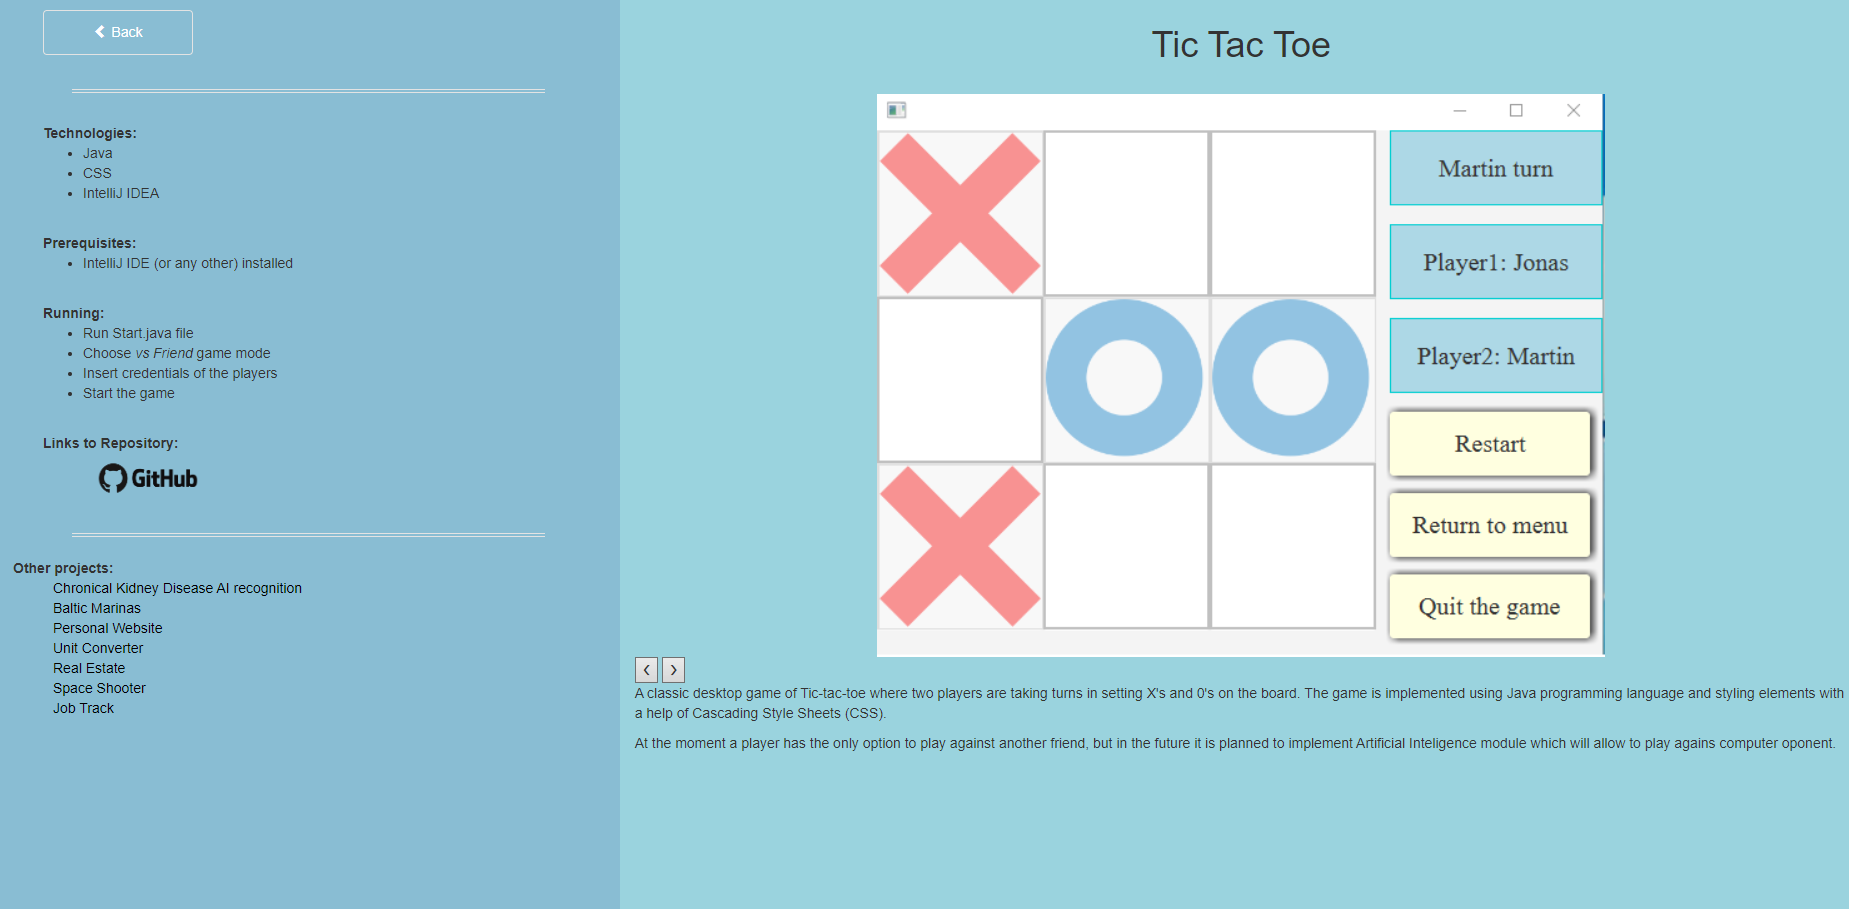 Back
Technologies:
Java
CSS
IntelliJ IDEA
Prerequisites:
IntelliJ IDE (or any other) installed
Running:
Run Start.java file
Choose vs Friend game mode
Insert credentials of the players
Start the game
Links to Repository:
GitHub
Other projects:
Chronical Kidney Disease AI recognition
Baltic Marinas
Personal Website
Unit Converter
Real Estate
Space Shooter
Job Track
Tic Tac Toe
Martin turn
Player1: Jonas
Player2: Martin
Restart
Return to menu
Quit the game
A classic desktop game of Tic-tac-toe where two players are taking turns in setting X's and 0's on the board. The game is implemented using Java programming language and styling elements with
a help of Cascading Style Sheets (CSS).
At the moment a player has the only option to play against another friend, but in the future it is planned to implement Artificial Inteligence module which will allow to play agains computer oponent.